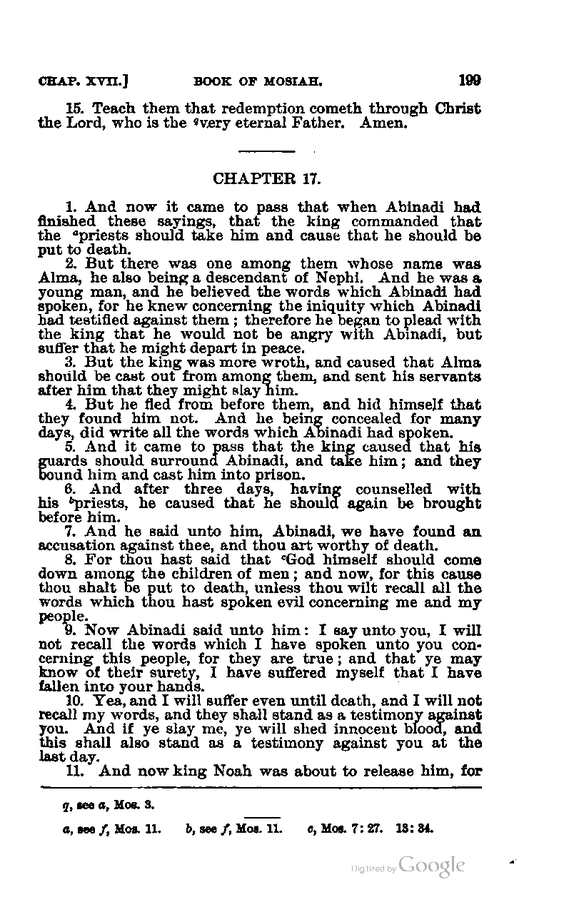 CHAP. XVII.] BOOK OF MOSIAH. 199
15. Teach them that redemption cometh through Christ
the Lord, who is the qvery eternal Father. Amen.
CHAPTER 17.
1. And now it came to pass that when Abinadi had
finished these sayings, that the king commanded that
the apriests should take him and cause that he should be
put to death.
2. But there was one among them whose name was
Alma, he also being a descendant of Nephi. And he was a
young man, and he believed the words which Abinadi had
spoken, for he knew concerning the iniquity which Abinadi
had testified against them; therefore he began to plead with
the king that he would not be angry with Abinadi, but
suffer that he might depart in peace.
3. But the king was more wroth, and caused that Alma
should be cast out from among them, and sent his servants
after him that they might slay him.
4. But he fled from before them, and hid himself that
they found him not. And he being concealed for many
days, did write all the words which Abinadi had spoken.
5. And it came to pass that the king caused that his
guards should surround Abinadi, and take him; and they
bound him and cast him into prison.
6. And after three days, having counselled with
his bpriests, he caused that he should again be brought
before him.
7. And he said unto him, Abinadi, we have found an
accusation against thee, and thou art worthy of death.
8. For thou hast said that cGod himself should come
down among the children of men; and now, for this cause
thou shalt be put to death, unless thou wilt recall all the
words which thou hast spoken evil concerning me and my
people.
9. Now Abinadi said unto him: I say unto you, I will
not recall the words which I have spoken unto you con-
cerning this people, for they are true; and that ye may
know of their surety, I have suffered myself that I have
fallen into your hands.
10. Yea, and I will suffer even until death, and I will not
recall my words, and they shall stand as a testimony against
you. And if ye slay me, ye will shed innocent blood, and
this shall also stand as a testimony against you at the
last day.
11. And now king Noah was about to release him, for
q, see a, Mos. 3.
a, see f, Mos. 11. b, see f, Mos. 11. c, Mos. 7: 27. 13: 34.
Digitized by Google